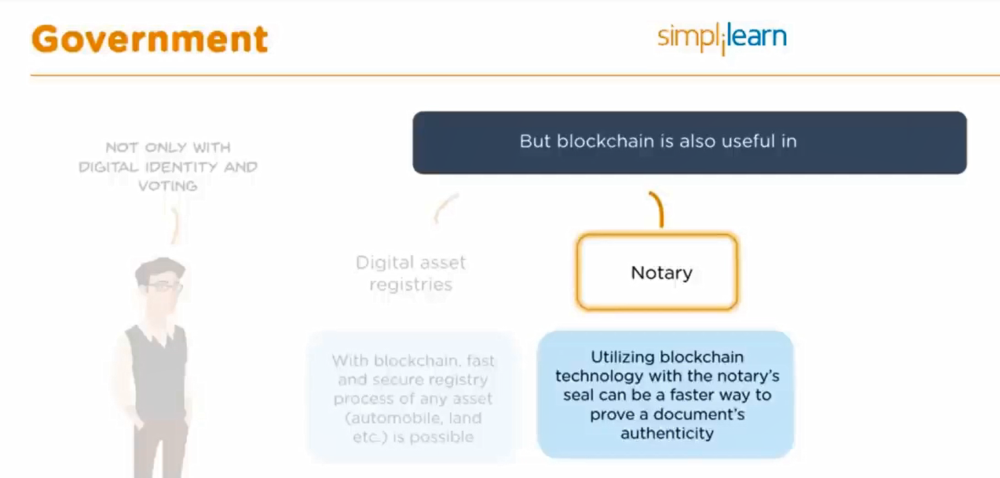 Government
simplilearn
NOT ONLY WITH
DIGITAL IDENTITY AND
VOTING
But blockchain is also useful in
Digital asset
registries
Notary
With blockchain, fast
and secure registry
process of any asset
(automobile, land
etc.) is possible
Utilizing blockchain
technology with the notary's
seal can be a faster way to
prove a document's
authenticity